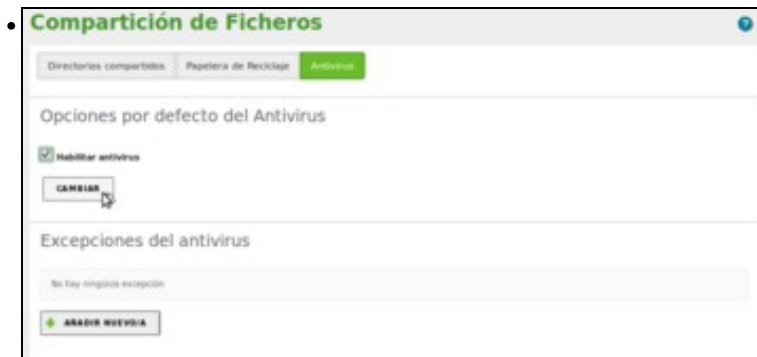 Compartición de Ficheros
Directorios compartidos Papelera de Reciclaje Antivirus
Opciones por defecto del Antivirus
Habilitar antivirus
CAMBIAR
Excepciones del antivirus
No hay ningún/a excepción
AÑADIR NUEVO/A